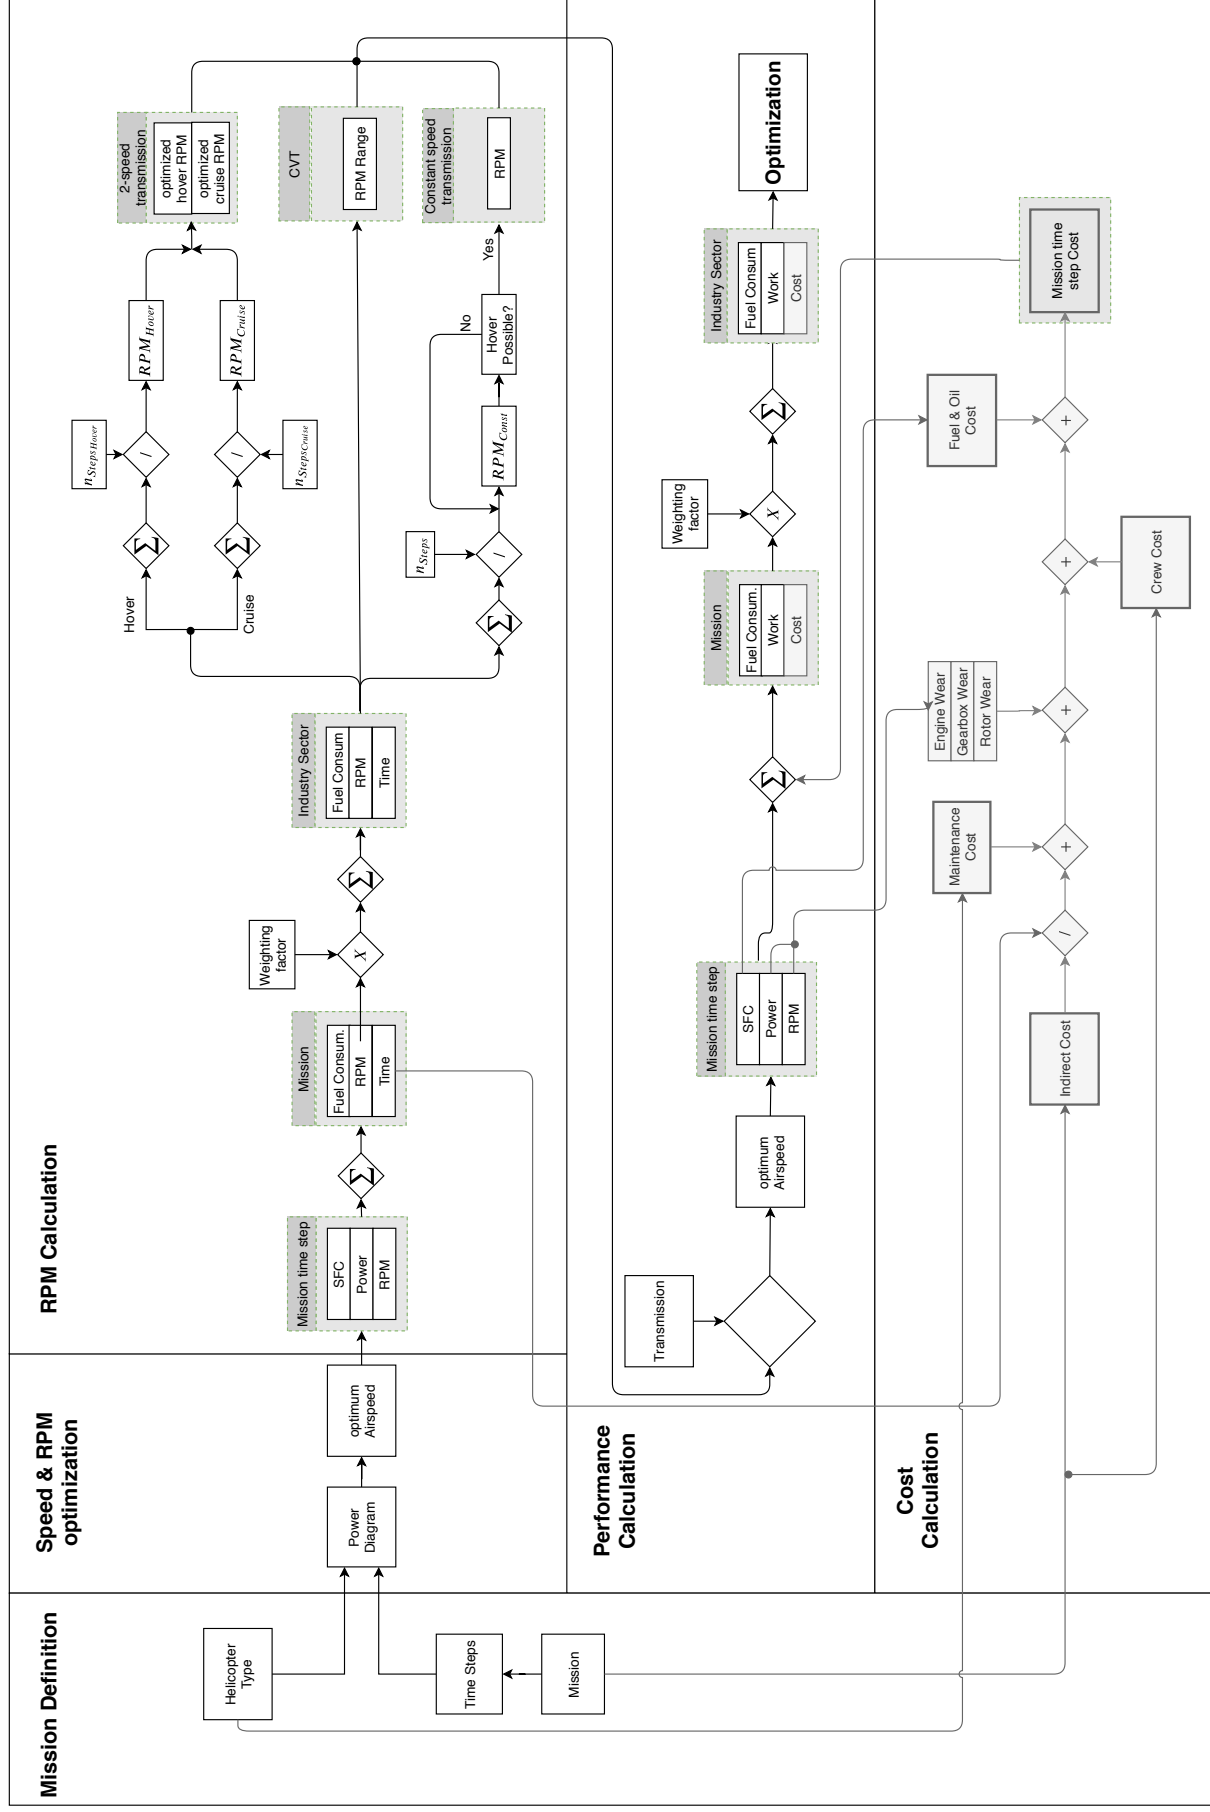 Mission Definition
Helicopter
Type
Time Steps
Mission
Speed & RPM
optimization
Power
Diagram
optimum
Airspeed
RPM Calculation
Mission time step
SFC
Power
RPM
Σ
Mission
Fuel Consum.
RPM
Time
Weighting
factor
X
Σ
Industry Sector
Fuel Consum
RPM
Time
Hover
Cruise
Σ
Σ
n_StepsHover
/
/
n_StepsCruise
RPM_Hover
RPM_Cruise
2-speed
transmission
optimized
hover RPM
optimized
cruise RPM
CVT
RPM Range
Σ
n_Steps
/
RPM_Const
Hover
Possible?
No
Yes
Constant speed
transmission
RPM
Performance
Calculation
Transmission
optimum
Airspeed
Mission time step
SFC
Power
RPM
Σ
Mission
Fuel Consum.
Work
Cost
Weighting
factor
X
Σ
Industry Sector
Fuel Consum
Work
Cost
Optimization
Cost
Calculation
Indirect Cost
/
Maintenance
Cost
+
Engine Wear
Gearbox Wear
Rotor Wear
+
Crew Cost
+
Fuel & Oil
Cost
+
Mission time
step Cost